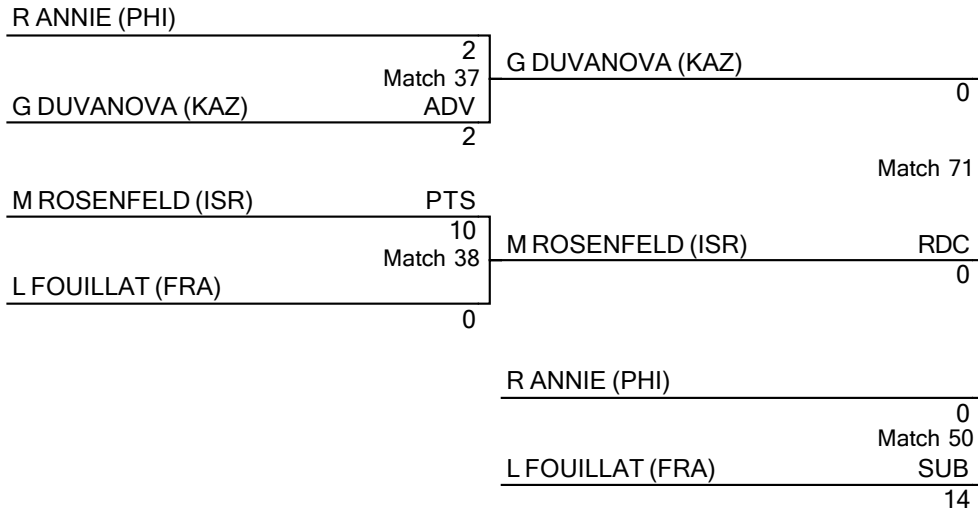 R ANNIE (PHI)
2
Match 37
G DUVANOVA (KAZ) ADV
2
G DUVANOVA (KAZ)
0
Match 71
M ROSENFELD (ISR) PTS
10
Match 38
L FOUILLAT (FRA)
0
M ROSENFELD (ISR) RDC
0
R ANNIE (PHI)
0
Match 50
L FOUILLAT (FRA) SUB
14